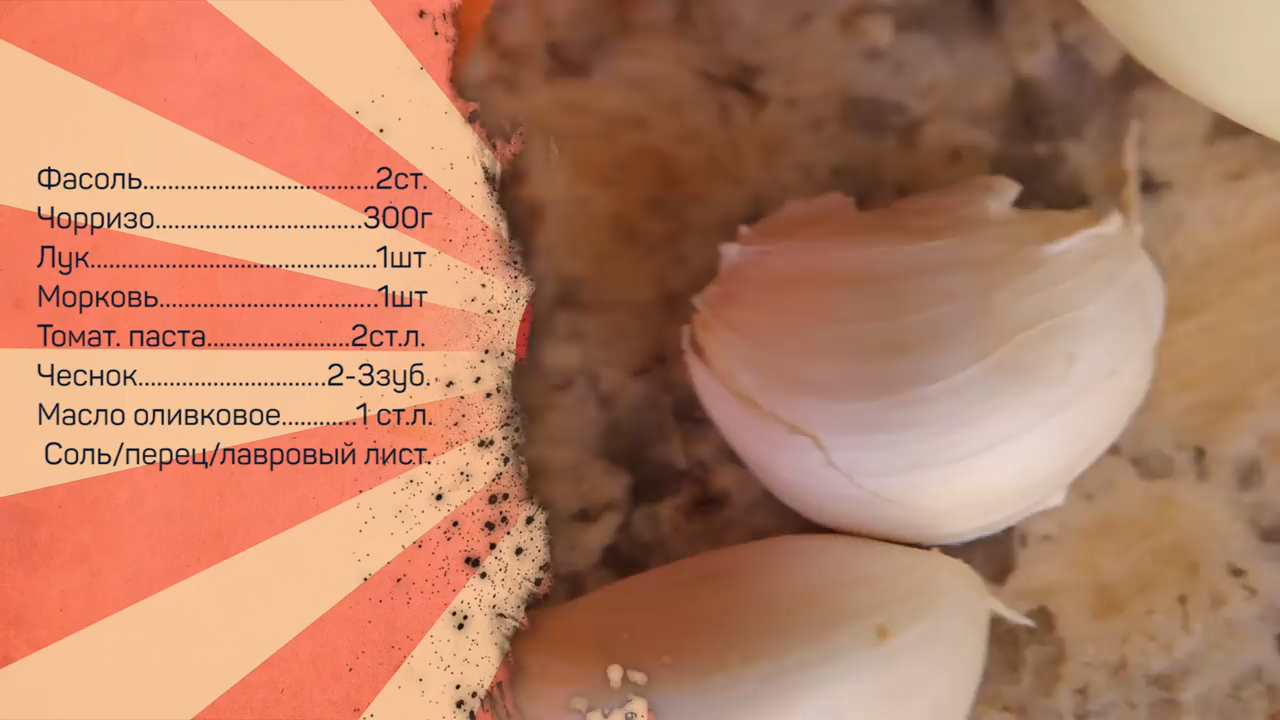 Фасоль.....................................2ст.
Чорризо.................................300г
Лук..............................................1шт
Морковь...................................1шт
Томат. паста.......................2ст.л.
Чеснок..............................2-3зуб.
Масло оливковое............1 ст.л.
Соль/перец/лавровый лист.